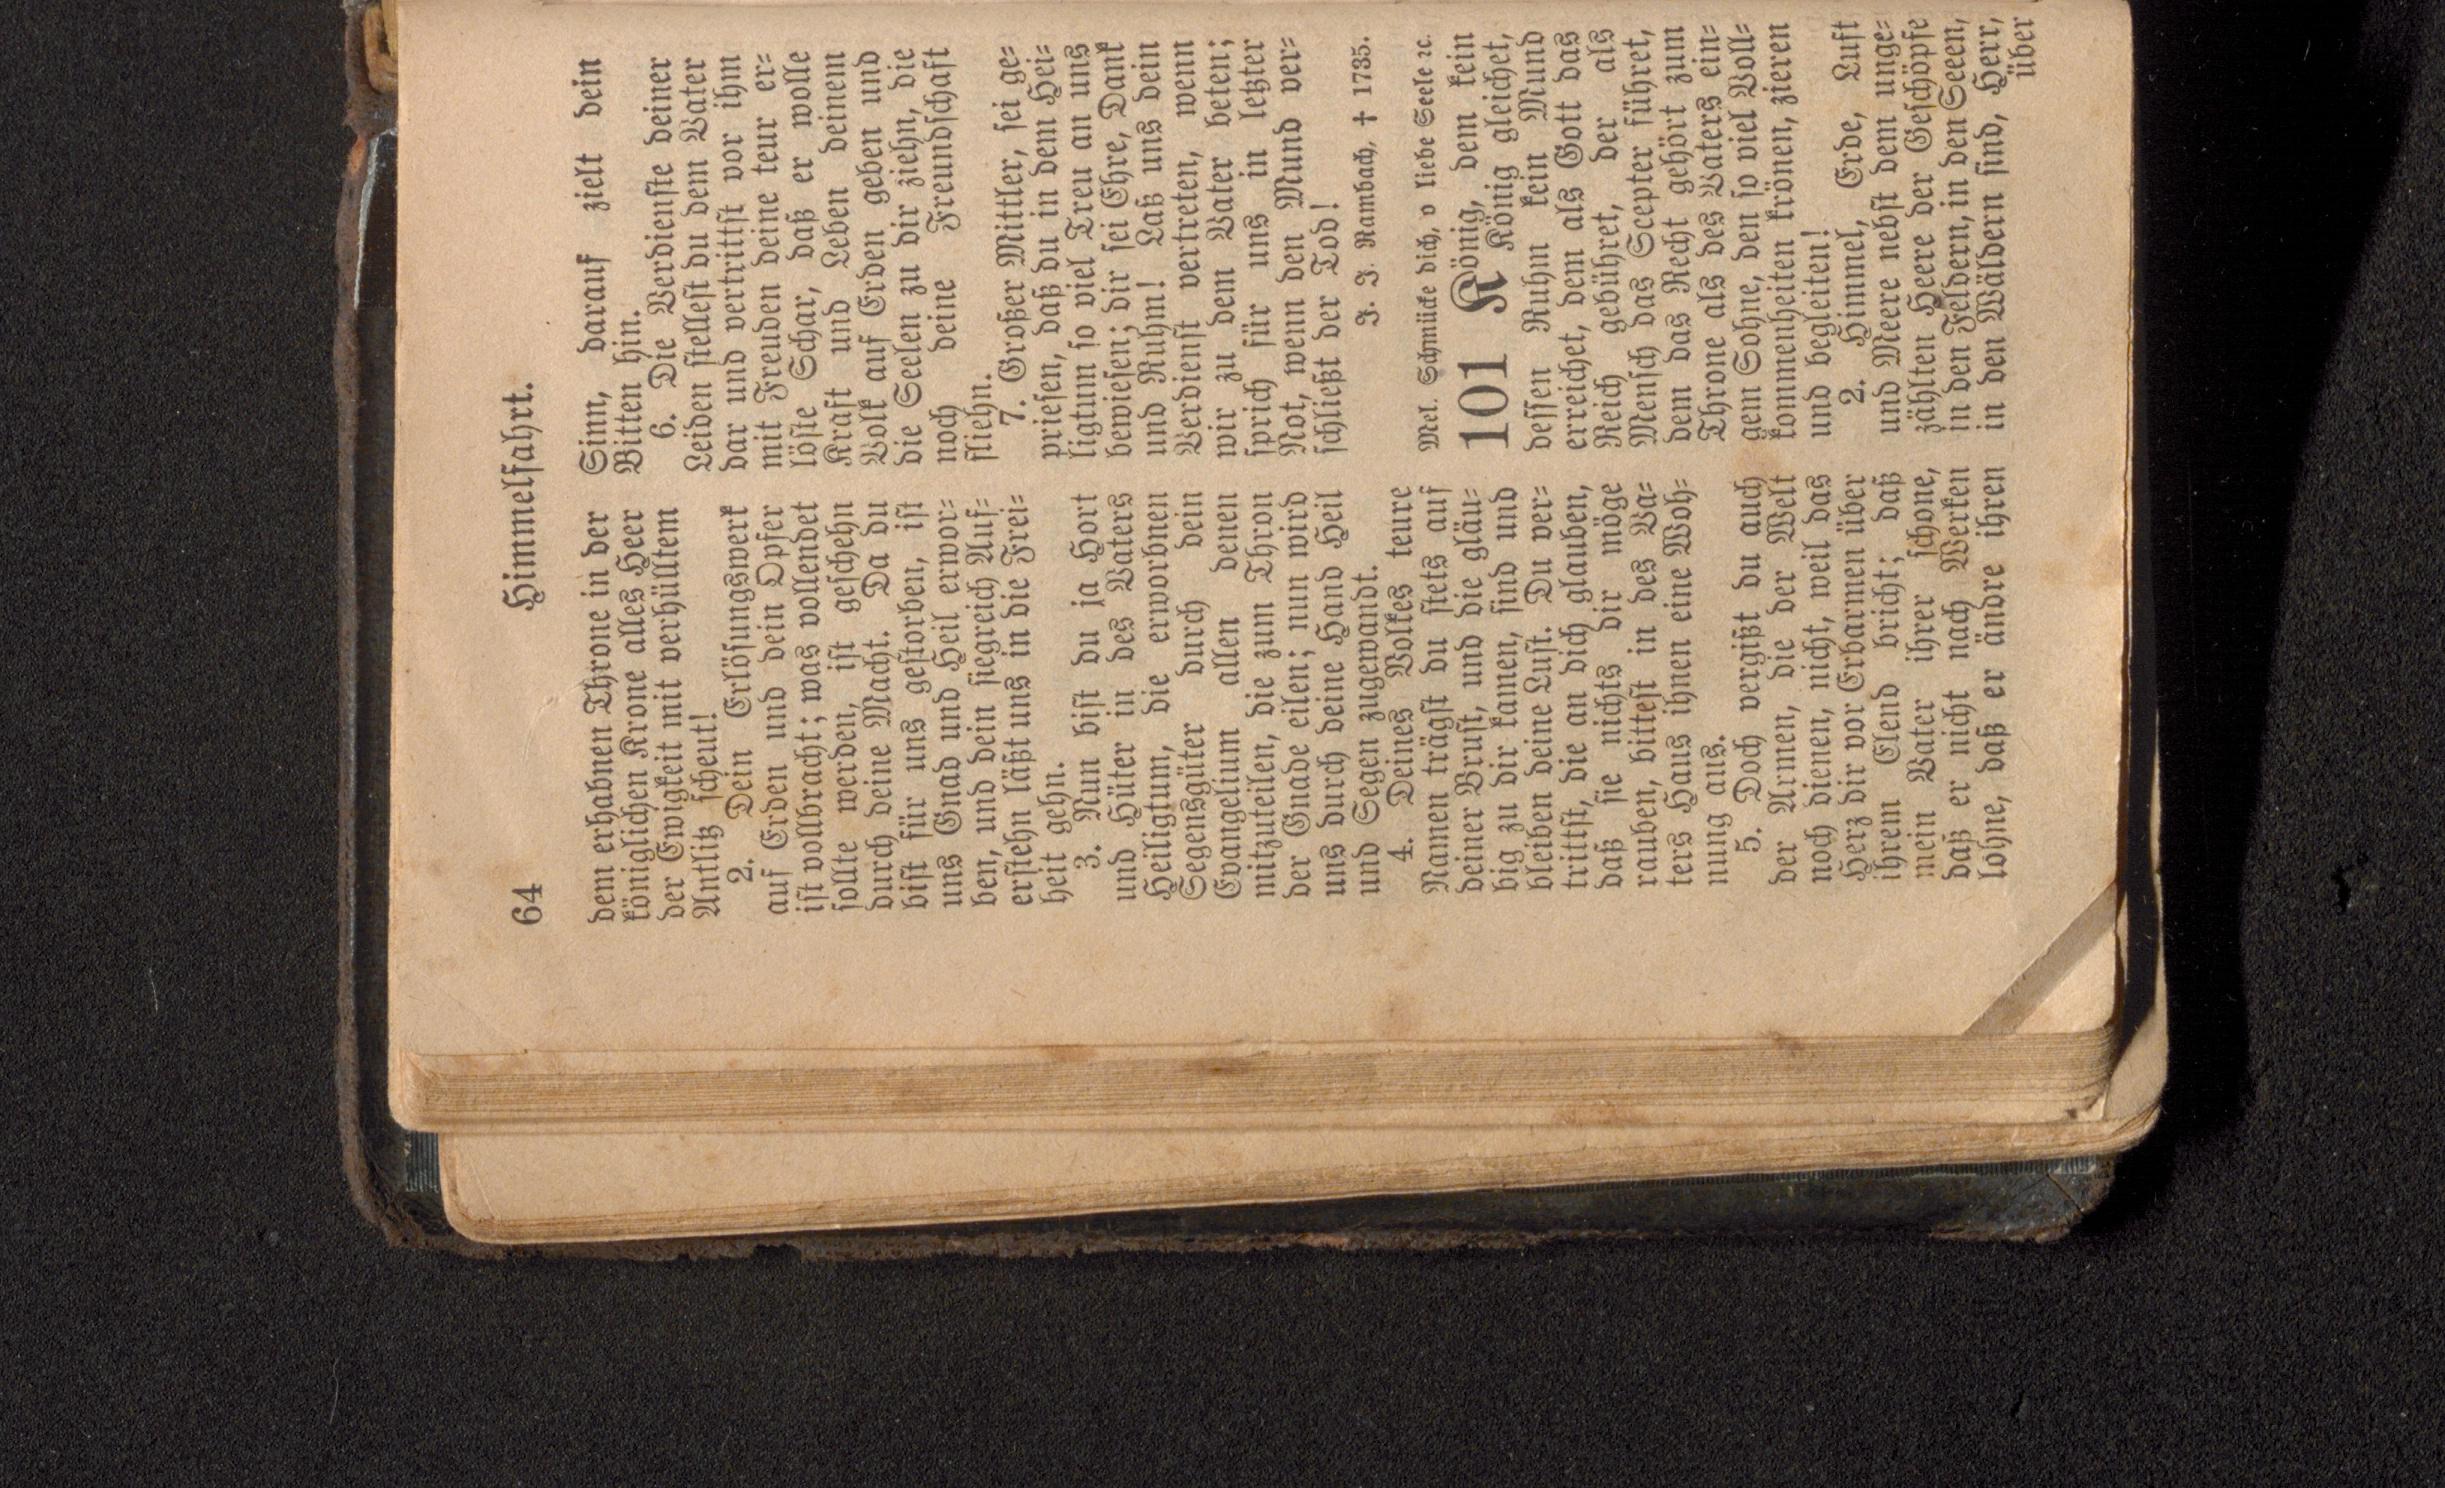 64
Himmelfahrt.
dem erhabnen Throne in der
königlichen Krone alles Heer
der Ewigkeit mit verhülltem
Antlitz scheut!
2. Dein Erlösungswerk
auf Erden und dein Opfer
ist vollbracht; was vollendet
sollte werden, ist geschehn
durch deine Macht. Da du
bist für uns gestorben, ist
uns Gnad und Heil erwor=
ben, und dein siegreich Auf=
erstehn läßt uns in die Frei=
heit gehn.
3. Nun bist du ja Hort
und Hüter in des Vaters
Heiligtum, die erworbnen
Segensgüter durch dein
Evangelium allen denen
mitzuteilen, die zum Thron
der Gnade eilen; nun wird
uns durch deine Hand Heil
und Segen zugewandt.
4. Deines Volkes teure
Namen trägst du stets auf
deiner Brust, und die gläu=
big zu dir kamen, sind und
bleiben deine Lust. Du ver=
trittst, die an dich glauben,
daß sie nichts dir möge
rauben, bittest in des Va=
ters Haus ihnen eine Woh=
nung aus.
5. Doch vergißt du auch
der Armen, die der Welt
noch dienen, nicht, weil das
Herz dir vor Erbarmen über
ihrem Elend bricht; daß
mein Vater ihrer schone,
daß er nicht nach Werken
lohne, daß er ändre ihren
Sinn, darauf zielt dein
Bitten hin.
6. Die Verdienste deiner
Leiden stellest du dem Vater
dar und vertrittst vor ihm
mit Freuden deine teur er=
löste Schar, daß er wolle
Kraft und Leben deinem
Volk auf Erden geben und
die Seelen zu dir ziehn, die
noch deine Freundschaft
fliehn.
7. Großer Mittler, sei ge=
priesen, daß du in dem Hei=
ligtum so viel Treu an uns
bewiesen; dir sei Ehre, Dank
und Ruhm! Laß uns dein
Verdienst vertreten, wenn
wir zu dem Vater beten;
sprich für uns in letzter
Not, wenn den Mund ver=
schließt der Tod!
J. J. Rambach, † 1735.
Mel. Schmücke dich, o liebe Seele ꝛc.
101 König, dem kein
König gleichet,
dessen Ruhm kein Mund
erreichet, dem als Gott das
Reich gebühret, der als
Mensch das Scepter führet,
dem das Recht gehört zum
Throne als des Vaters ein=
gem Sohne, den so viel Voll=
kommenheiten krönen, zieren
und begleiten!
2. Himmel, Erde, Luft
und Meere nebst dem unge=
zählten Heere der Geschöpfe
in den Feldern, in den Seeen,
in den Wäldern sind, Herr,
über